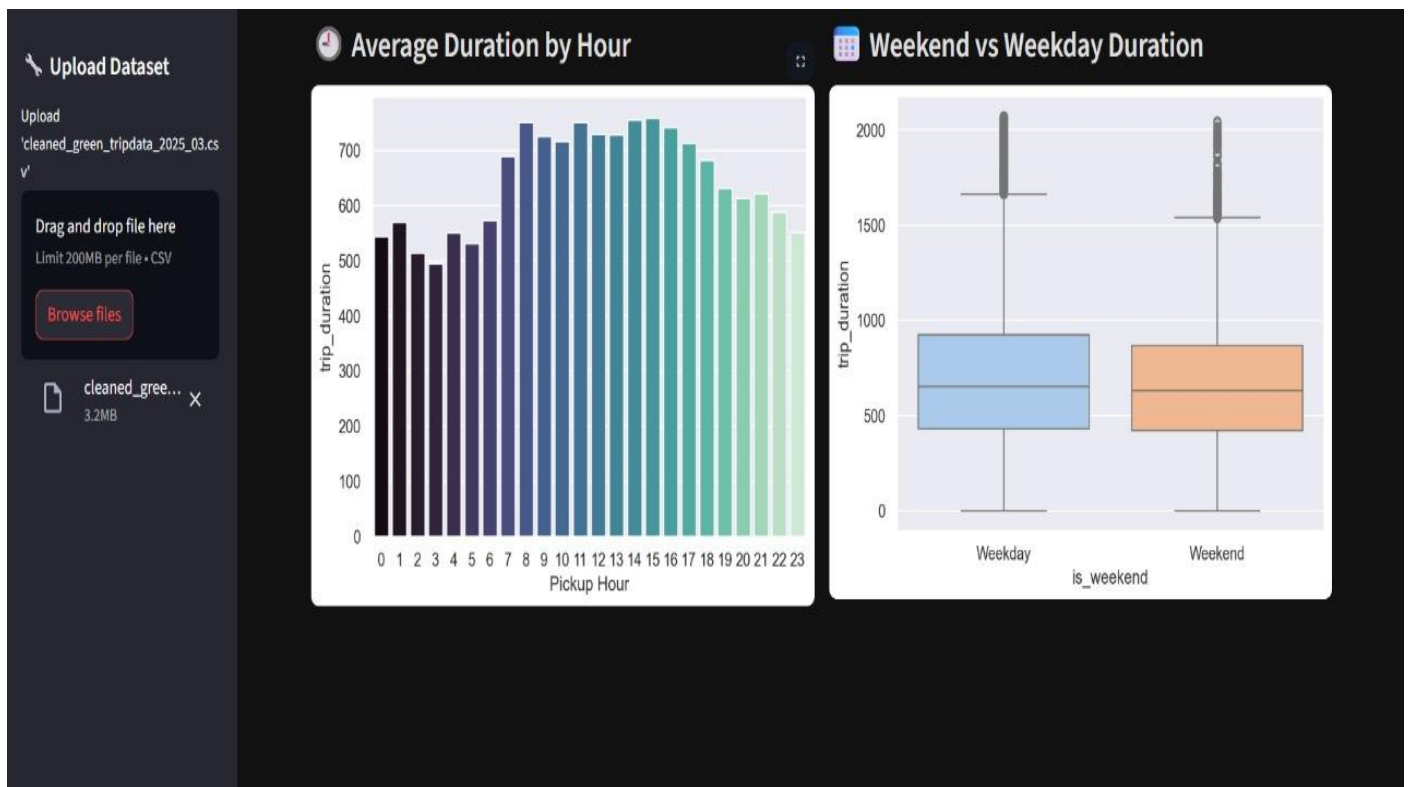 Upload Dataset
Upload
'cleaned_green_tripdata_2025_03.cs
v'
Drag and drop file here
Limit 200MB per file • CSV
Browse files
cleaned_gree...
3.2MB
Average Duration by Hour
trip_duration
700
600
500
400
300
200
100
0
0 1 2 3 4 5 6 7 8 9 10 11 12 13 14 15 16 17 18 19 20 21 22 23
Pickup Hour
Weekend vs Weekday Duration
trip_duration
2000
1500
1000
500
0
Weekday Weekend
is_weekend